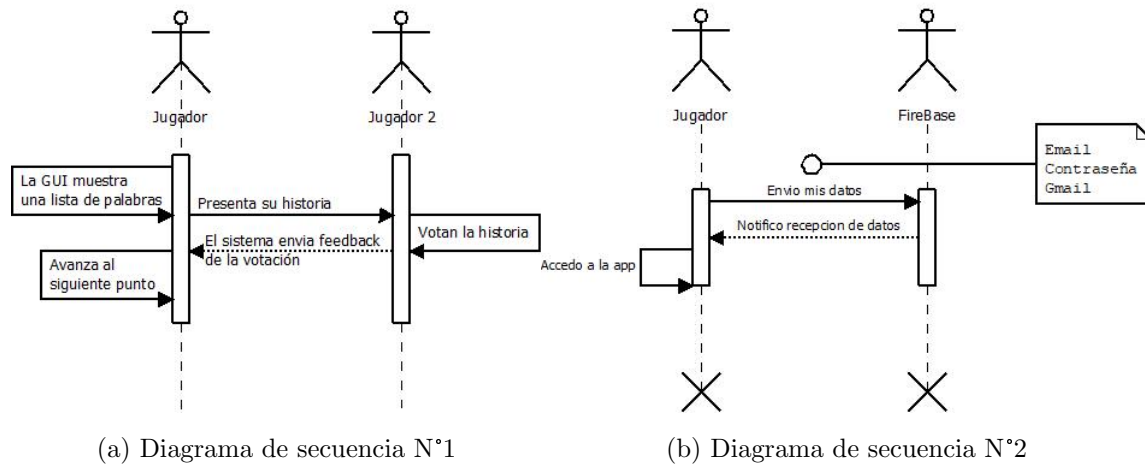 Jugador
Jugador 2
La GUI muestra
una lista de palabras
Presenta su historia
Votan la historia
El sistema envia feedback
de la votación
Avanza al
siguiente punto
(a) Diagrama de secuencia N°1
Jugador
FireBase
Email
Contraseña
Gmail
Envio mis datos
Notifico recepcion de datos
Accedo a la app
(b) Diagrama de secuencia N°2